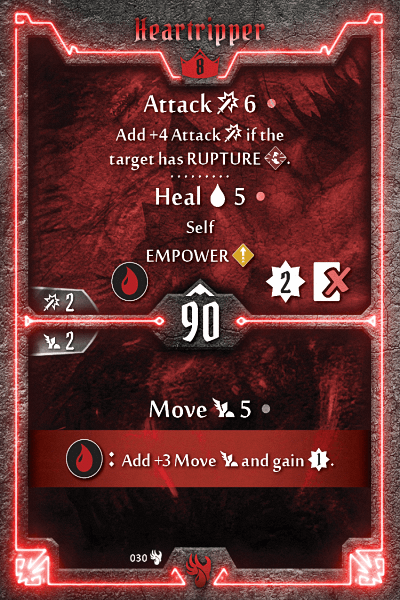 Heartripper
8
Attack 6
Add +4 Attack if the
target has RUPTURE .
Heal 5
Self
EMPOWER
2
2
90
2
Move 5
: Add +3 Move and gain 1.
030